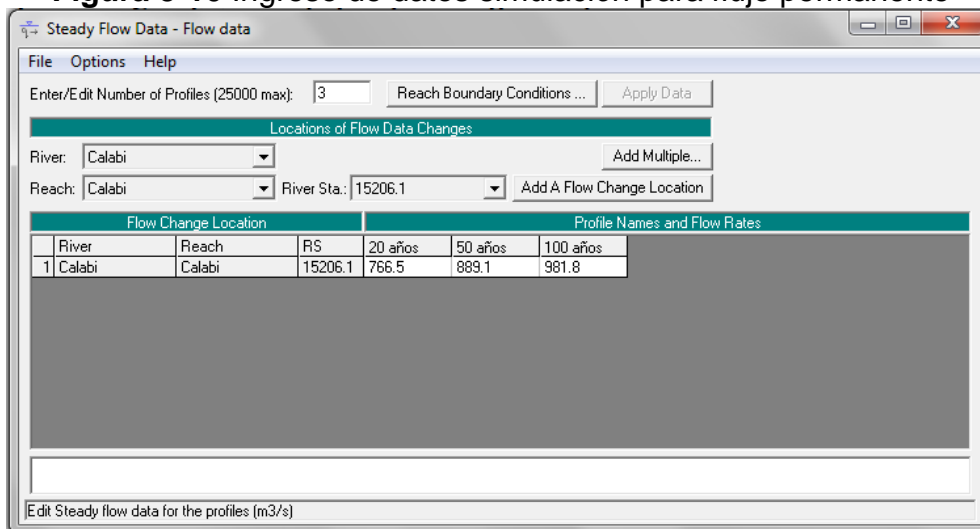 Steady Flow Data - Flow data
File Options Help
Enter/Edit Number of Profiles (25000 max): 3 Reach Boundary Conditions ... Apply Data
Locations of Flow Data Changes
River: Calabi Add Multiple...
Reach: Calabi River Sta.: 15206.1 Add A Flow Change Location
Flow Change Location Profile Names and Flow Rates
River Reach RS 20 años 50 años 100 años
1 Calabi Calabi 15206.1 766.5 889.1 981.8
Edit Steady flow data for the profiles (m3/s)